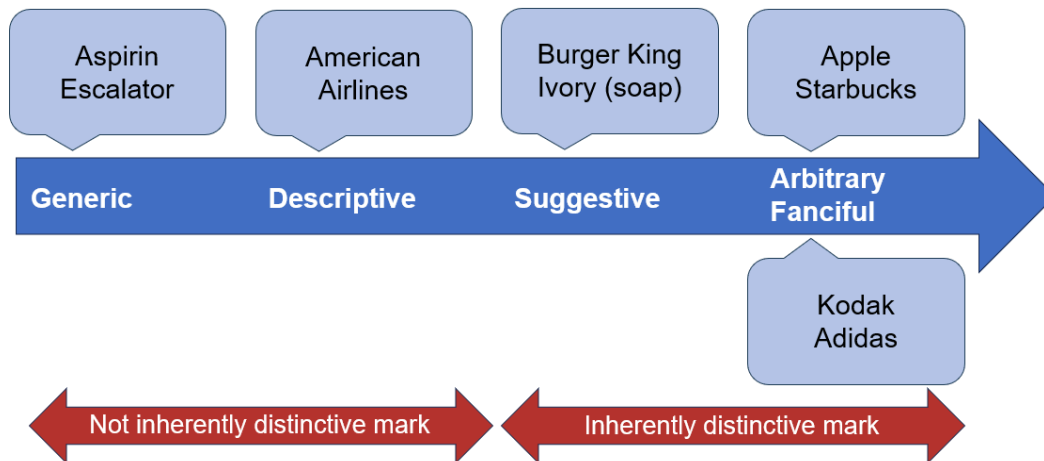 Aspirin
Escalator
American
Airlines
Burger King
Ivory (soap)
Apple
Starbucks
Generic
Descriptive
Suggestive
Arbitrary
Fanciful
Kodak
Adidas
Not inherently distinctive mark
Inherently distinctive mark